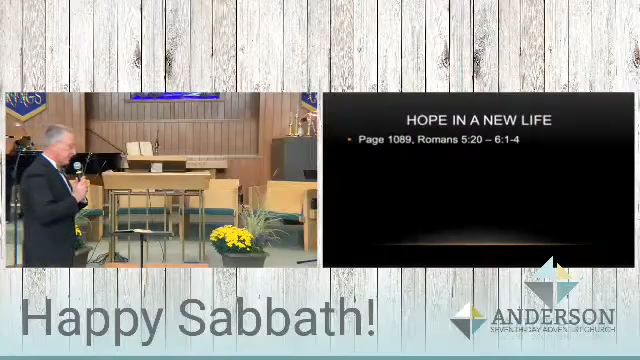 HOPE IN A NEW LIFE
• Page 1089, Romans 5:20 – 6:1-4
Happy Sabbath!
ANDERSON
SEVENTH-DAY ADVENTIST CHURCH